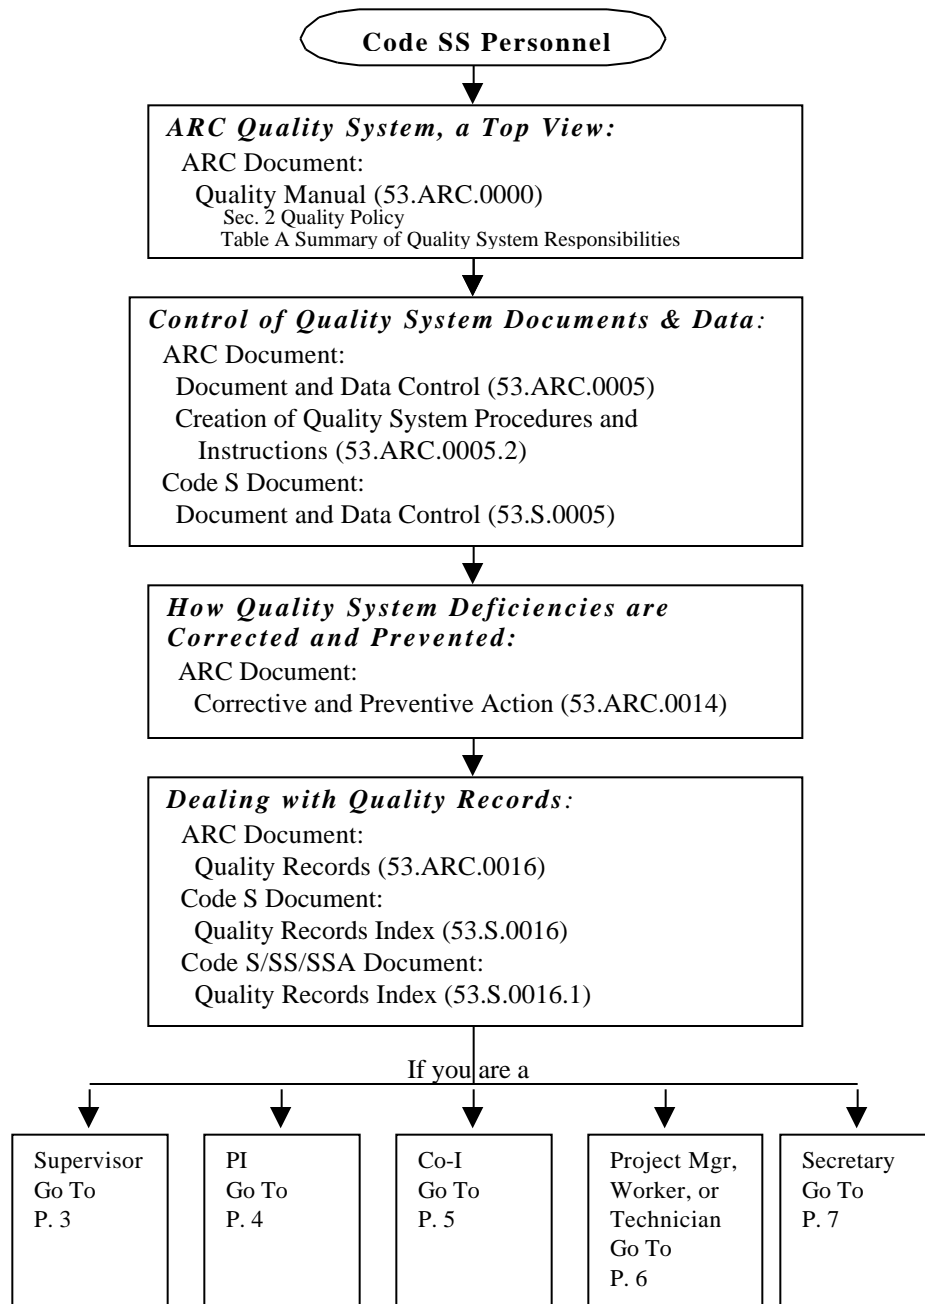 Code SS Personnel
ARC Quality System, a Top View:
ARC Document:
Quality Manual (53.ARC.0000)
Sec. 2 Quality Policy
Table A Summary of Quality System Responsibilities
Control of Quality System Documents & Data:
ARC Document:
Document and Data Control (53.ARC.0005)
Creation of Quality System Procedures and
Instructions (53.ARC.0005.2)
Code S Document:
Document and Data Control (53.S.0005)
How Quality System Deficiencies are
Corrected and Prevented:
ARC Document:
Corrective and Preventive Action (53.ARC.0014)
Dealing with Quality Records:
ARC Document:
Quality Records (53.ARC.0016)
Code S Document:
Quality Records Index (53.S.0016)
Code S/SS/SSA Document:
Quality Records Index (53.S.0016.1)
If you are a
Supervisor
Go To
P. 3
PI
Go To
P. 4
Co-I
Go To
P. 5
Project Mgr,
Worker, or
Technician
Go To
P. 6
Secretary
Go To
P. 7